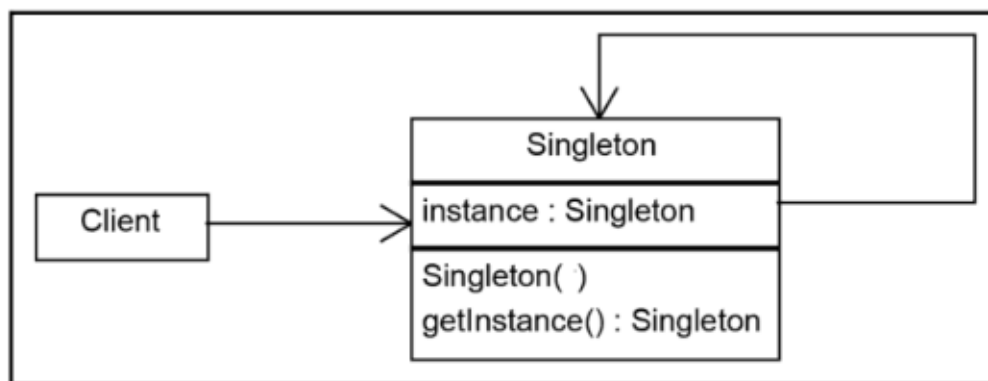 Singleton
Client
instance : Singleton
Singleton( )
getInstance() : Singleton